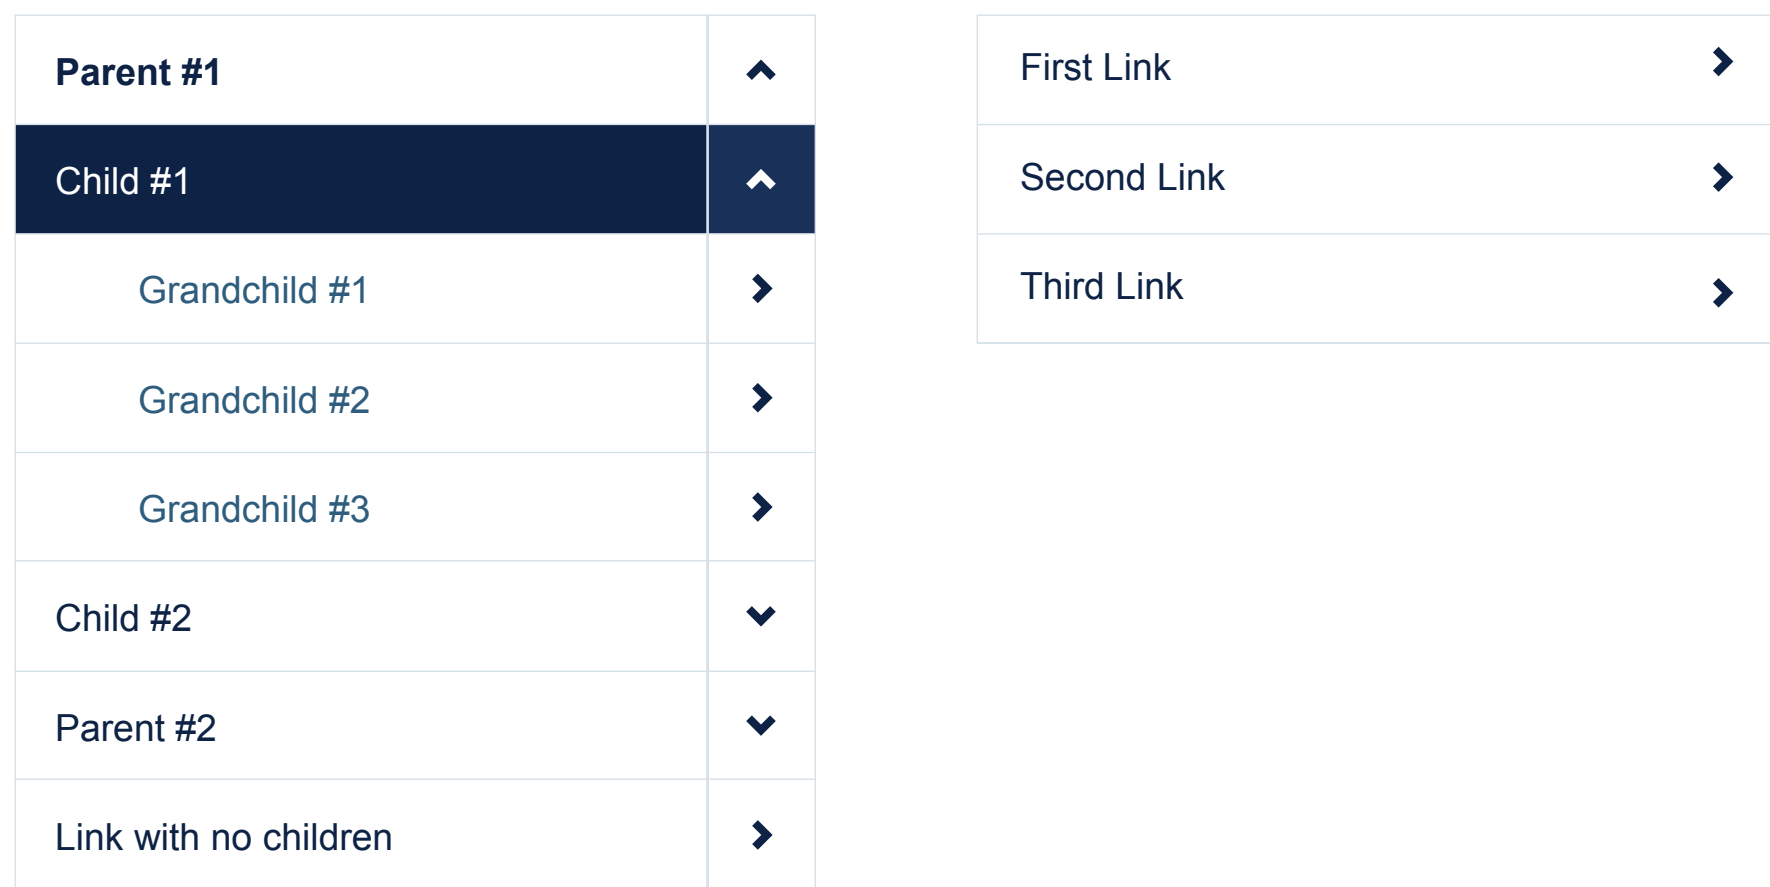 Parent #1
Child #1
Grandchild #1
Grandchild #2
Grandchild #3
Child #2
Parent #2
Link with no children
First Link
Second Link
Third Link